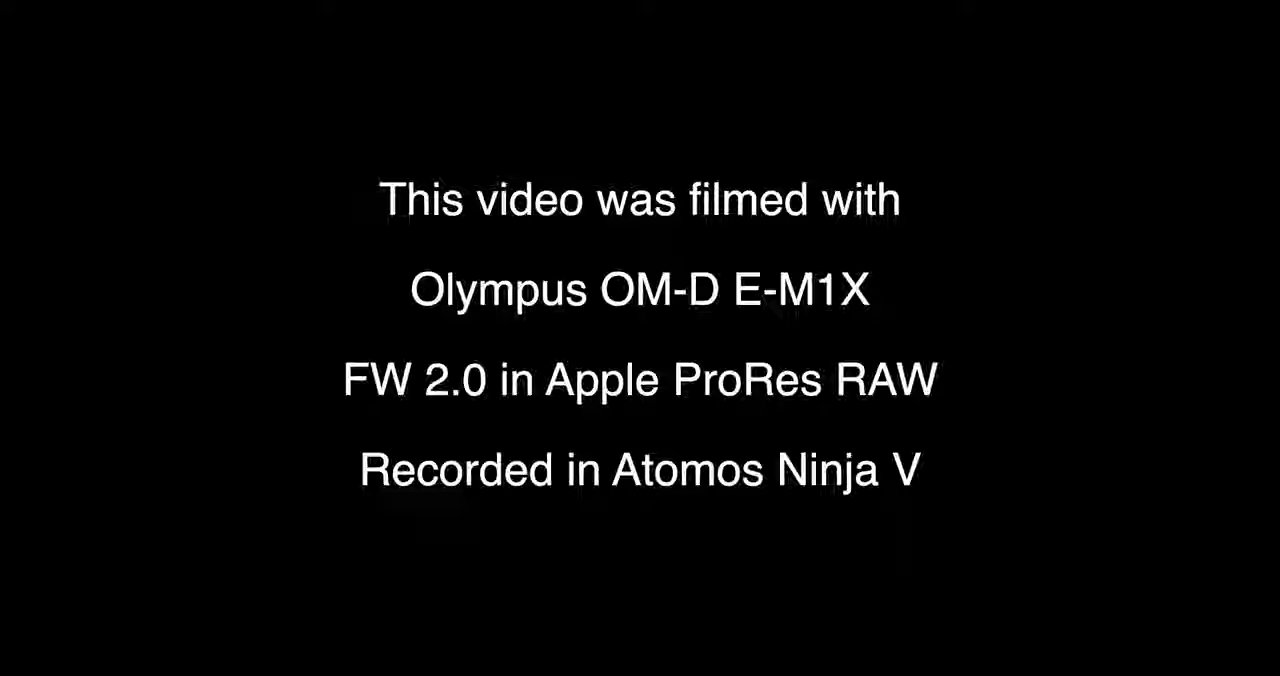 This video was filmed with
Olympus OM-D E-M1X
FW 2.0 in Apple ProRes RAW
Recorded in Atomos Ninja V